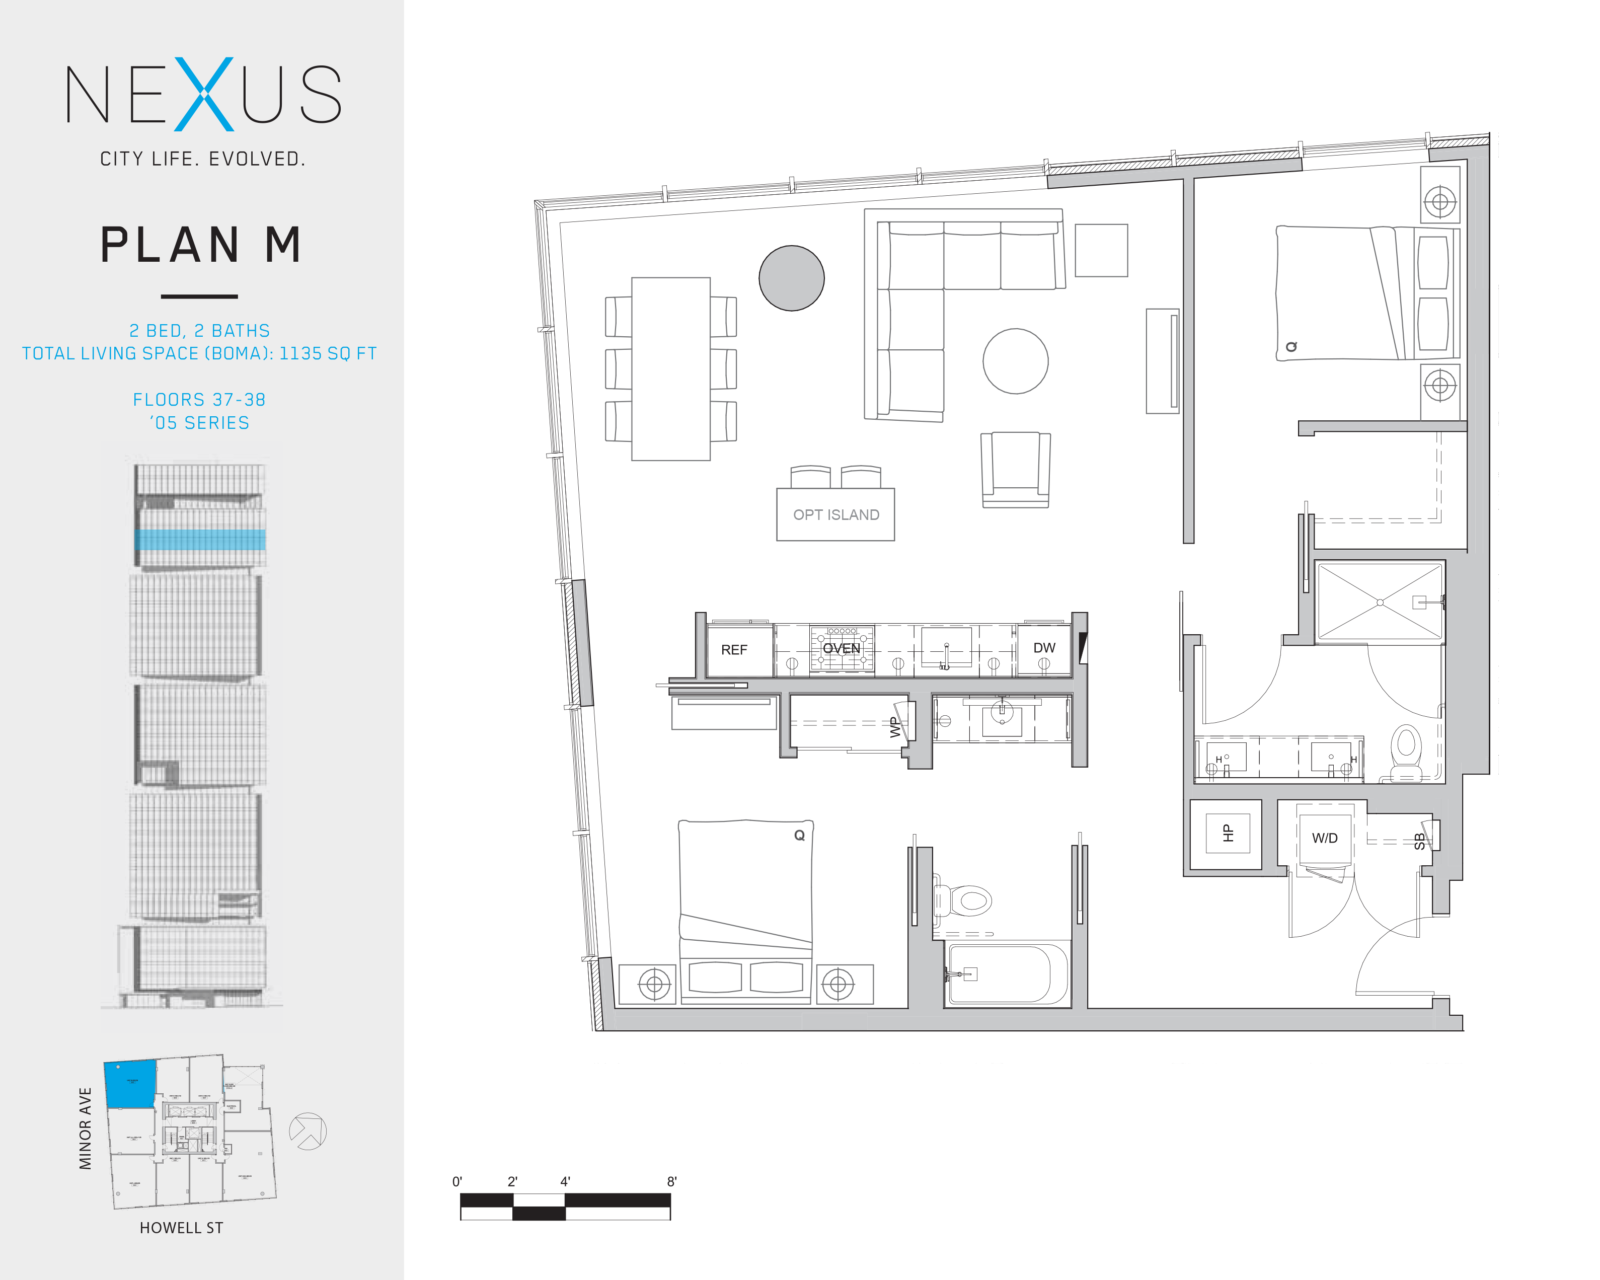 NEXUS
CITY LIFE. EVOLVED.
PLAN M
2 BED, 2 BATHS
TOTAL LIVING SPACE (BOMA): 1135 SQ FT
FLOORS 37-38
‘05 SERIES
MINOR AVE
HOWELL ST
Q
OPT ISLAND
REF
OVEN
DW
WP
H
H
HP
W/D
SB
Q
0'
2'
4'
8'